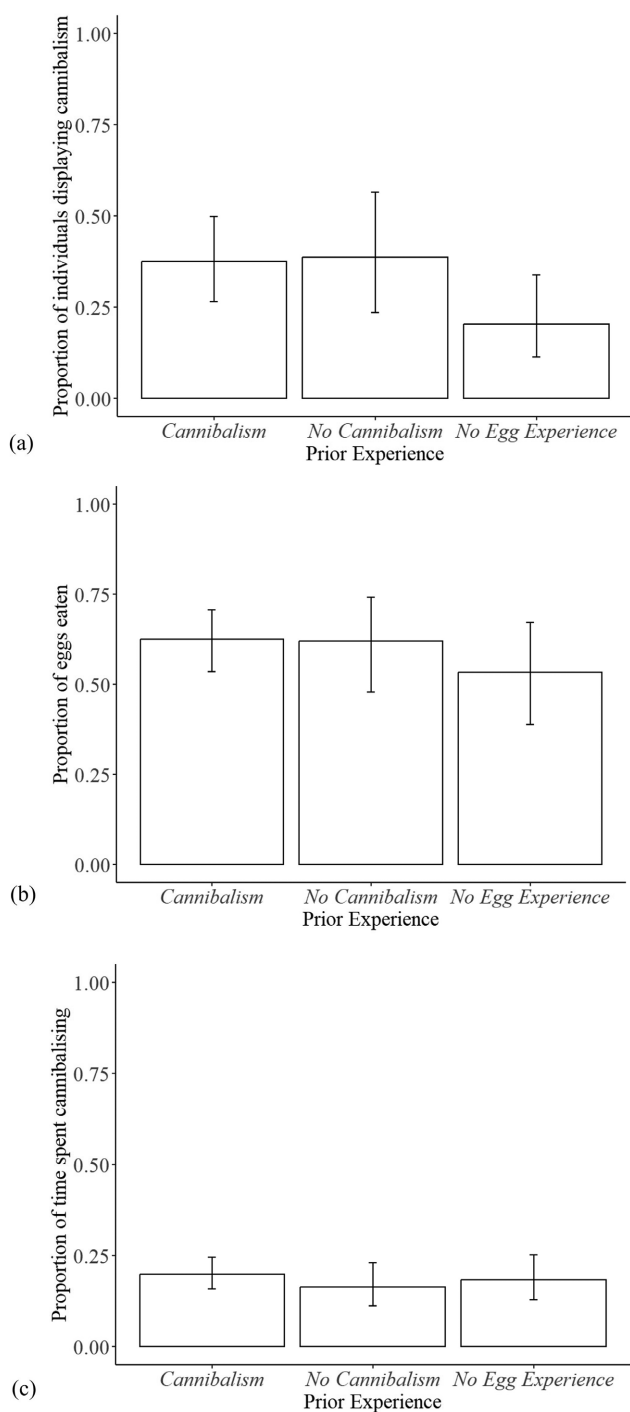 Proportion of individuals displaying cannibalism
1.00
0.75
0.50
0.25
0.00
Cannibalism No Cannibalism No Egg Experience
Prior Experience
(a)
Proportion of eggs eaten
1.00
0.75
0.50
0.25
0.00
Cannibalism No Cannibalism No Egg Experience
Prior Experience
(b)
Proportion of time spent cannibalising
1.00
0.75
0.50
0.25
0.00
Cannibalism No Cannibalism No Egg Experience
Prior Experience
(c)